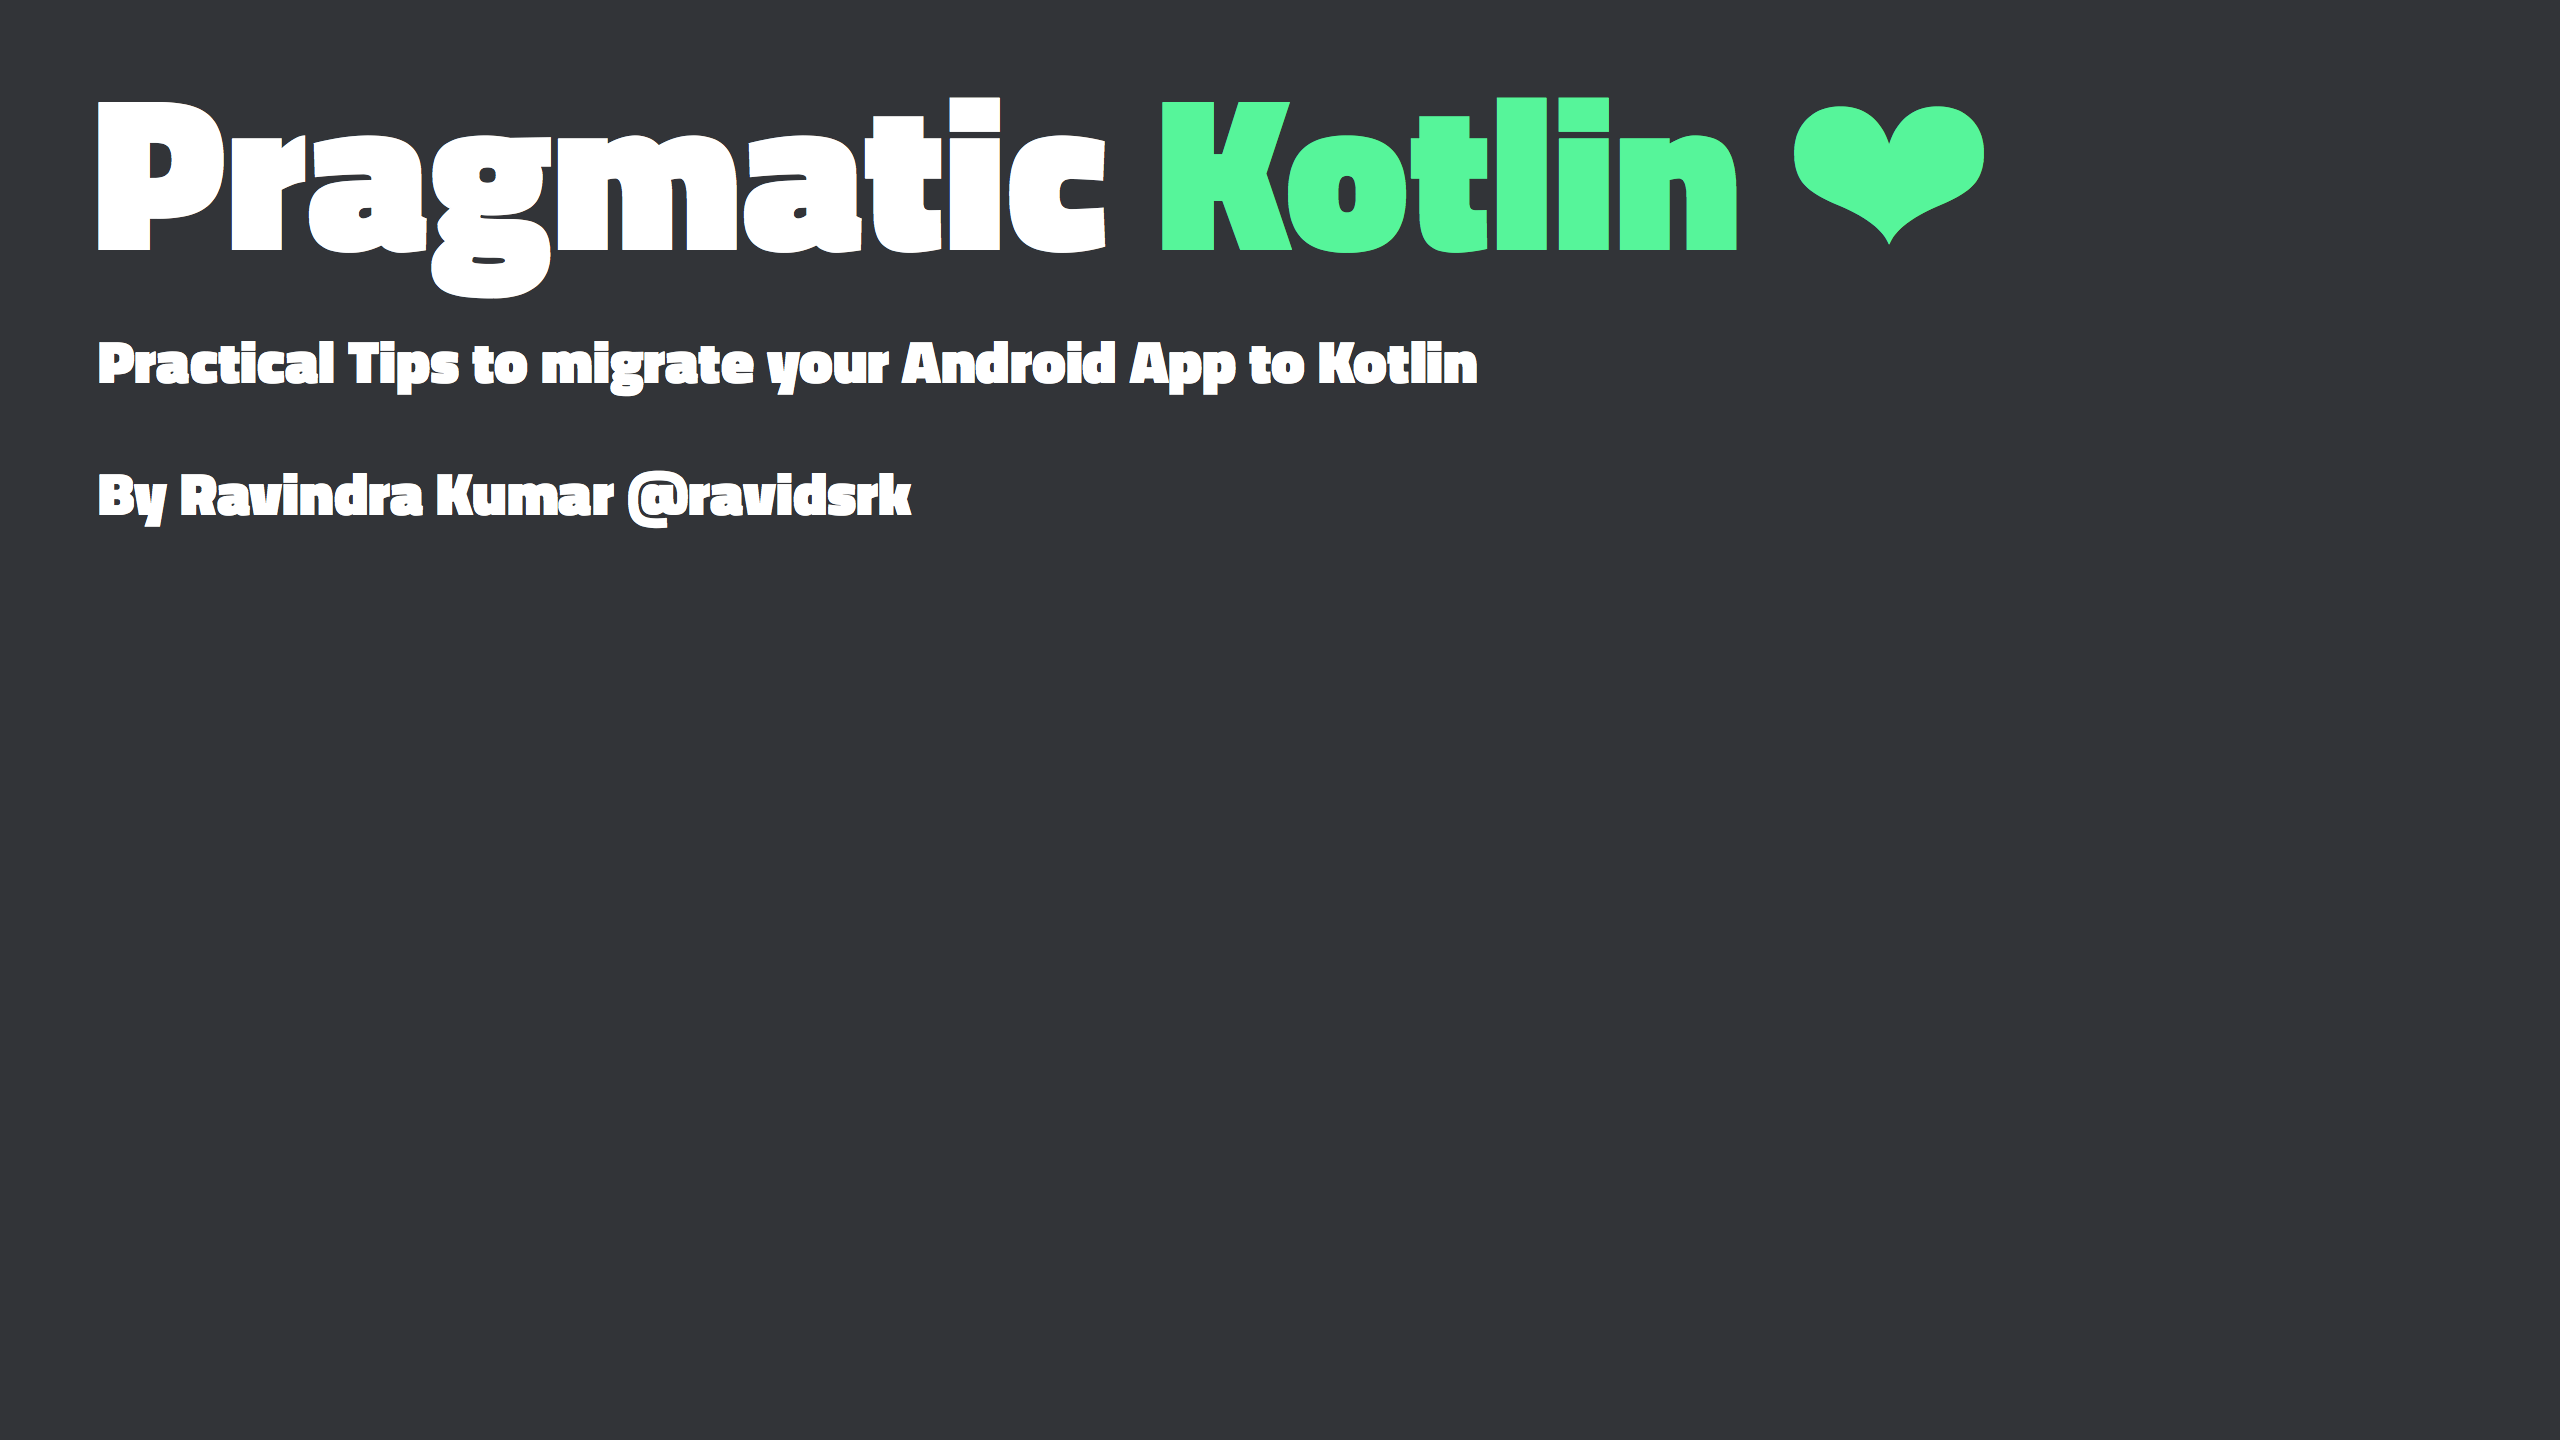 Pragmatic Kotlin ❤
Practical Tips to migrate your Android App to Kotlin
By Ravindra Kumar @ravidsrk